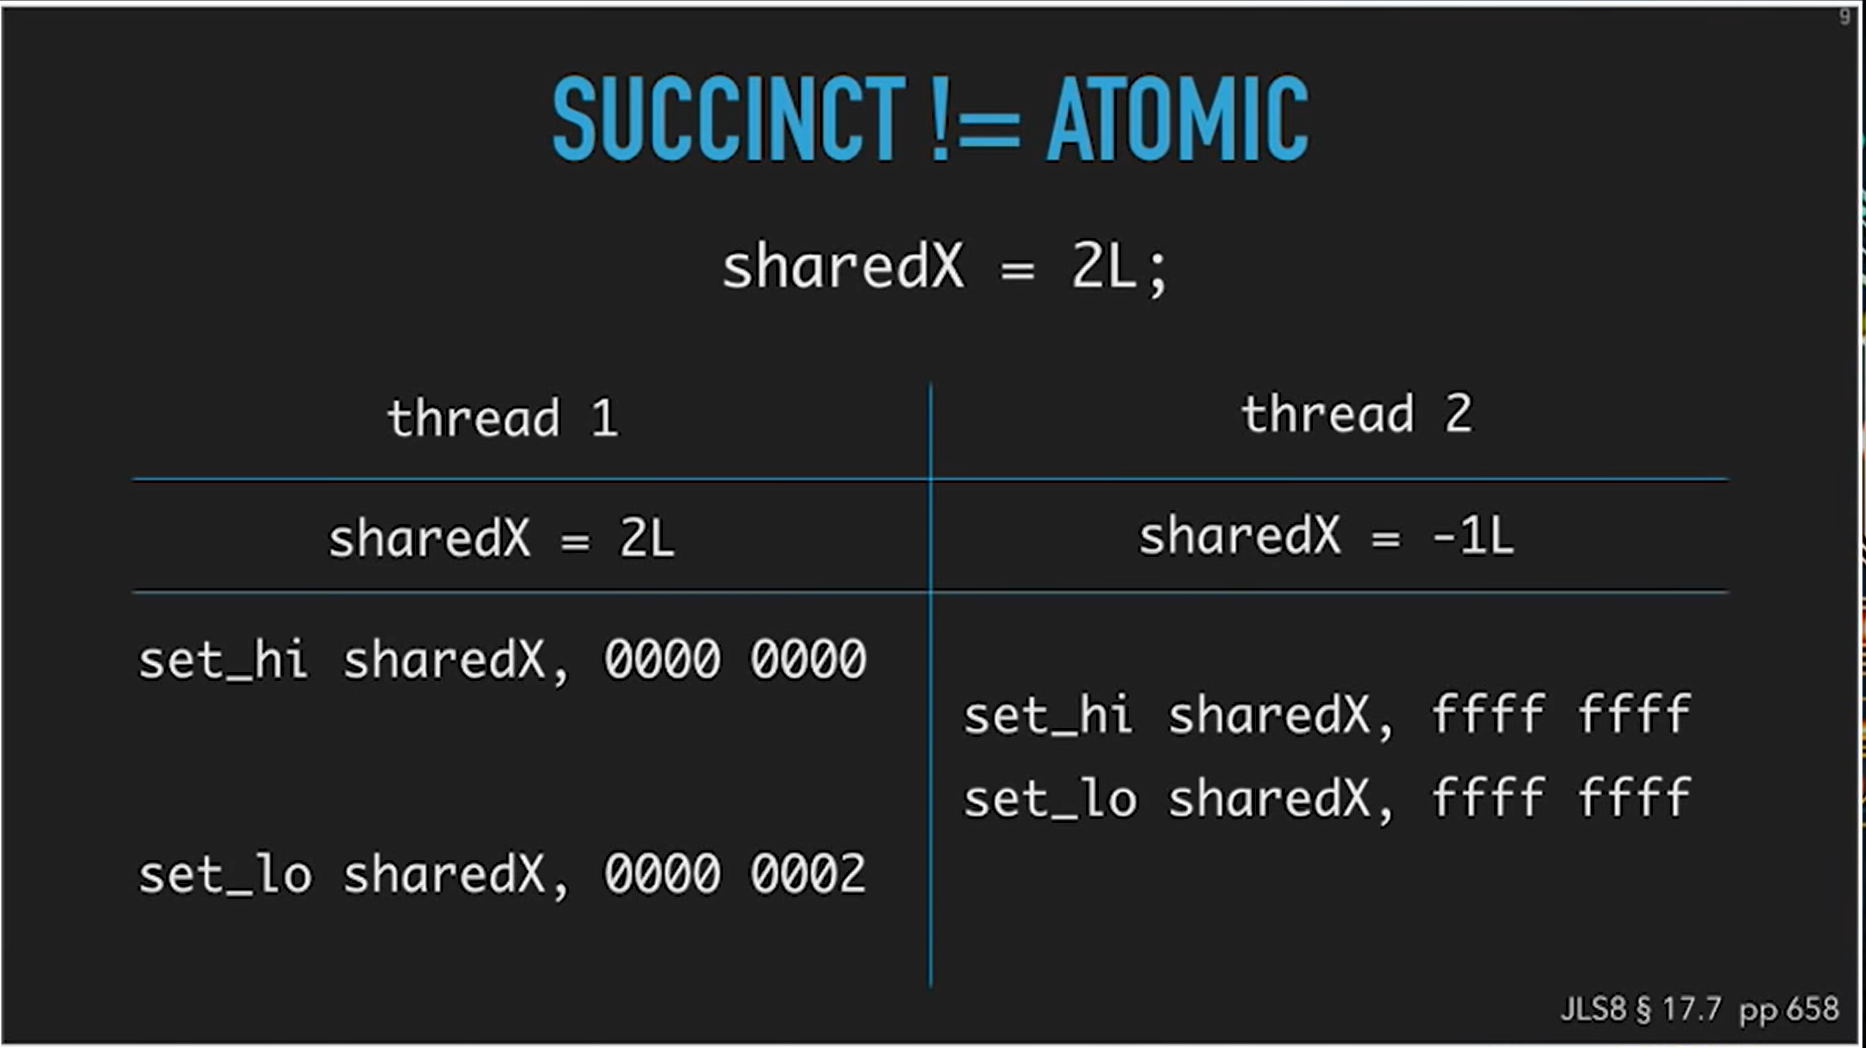 9
SUCCINCT != ATOMIC
sharedX = 2L;
thread 1
thread 2
sharedX = 2L
sharedX = -1L
set_hi sharedX, 0000 0000
set_hi sharedX, ffff ffff
set_lo sharedX, ffff ffff
set_lo sharedX, 0000 0002
JLS8 § 17.7 pp 658